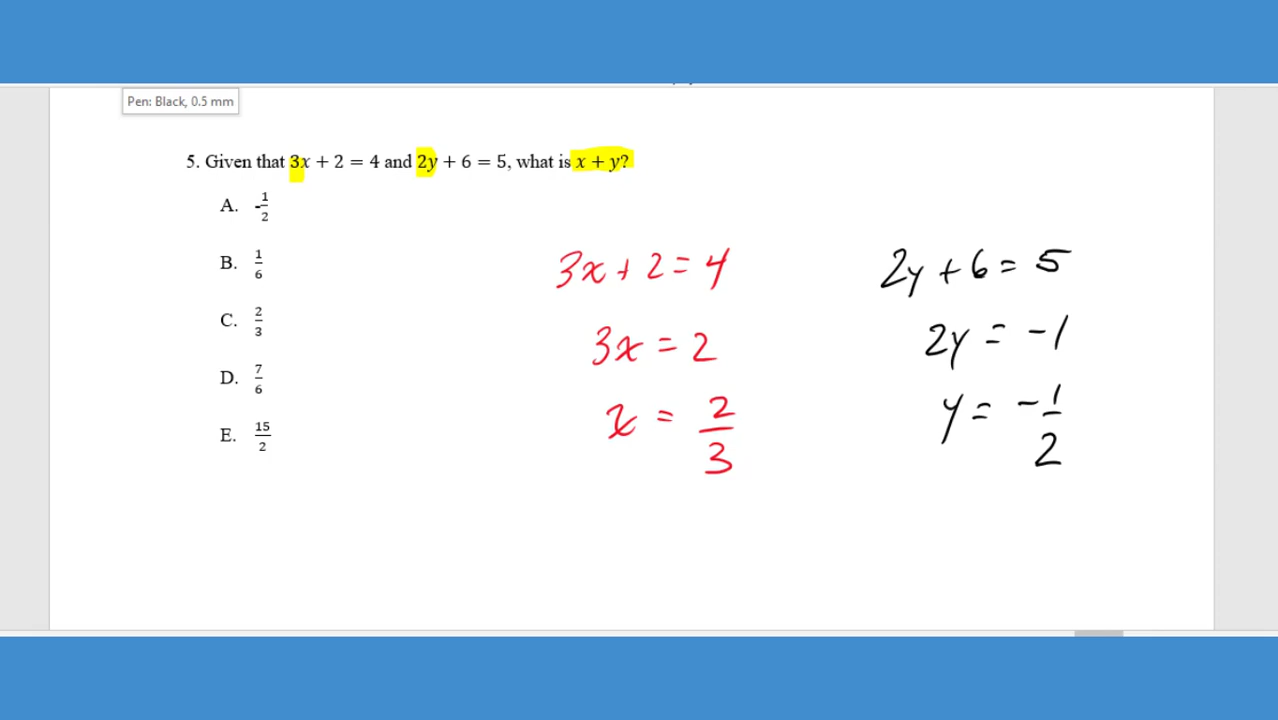 Pen: Black, 0.5 mm
5. Given that 3x + 2 = 4 and 2y + 6 = 5, what is x + y?
A. -1/2
B. 1/6
C. 2/3
D. 7/6
E. 15/2
3x + 2 = 4
3x = 2
x = 2/3
2y + 6 = 5
2y = -1
y = -1/2